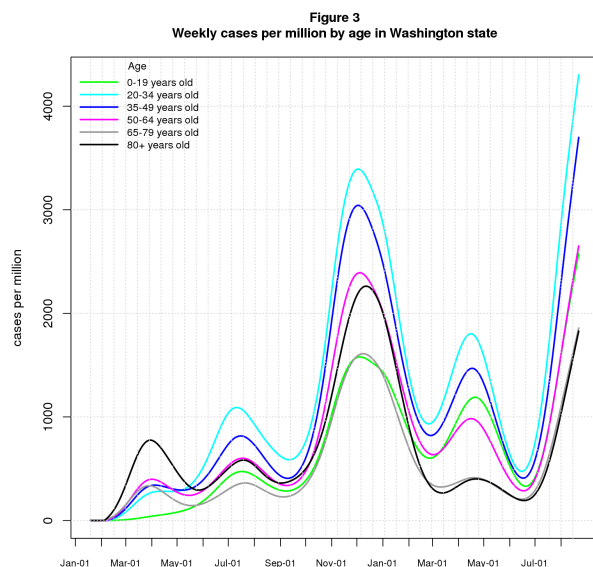 Figure 3
Weekly cases per million by age in Washington state
Age
0-19 years old
20-34 years old
35-49 years old
50-64 years old
65-79 years old
80+ years old
cases per million
4000
3000
2000
1000
0
Jan-01 Mar-01 May-01 Jul-01 Sep-01 Nov-01 Jan-01 Mar-01 May-01 Jul-01